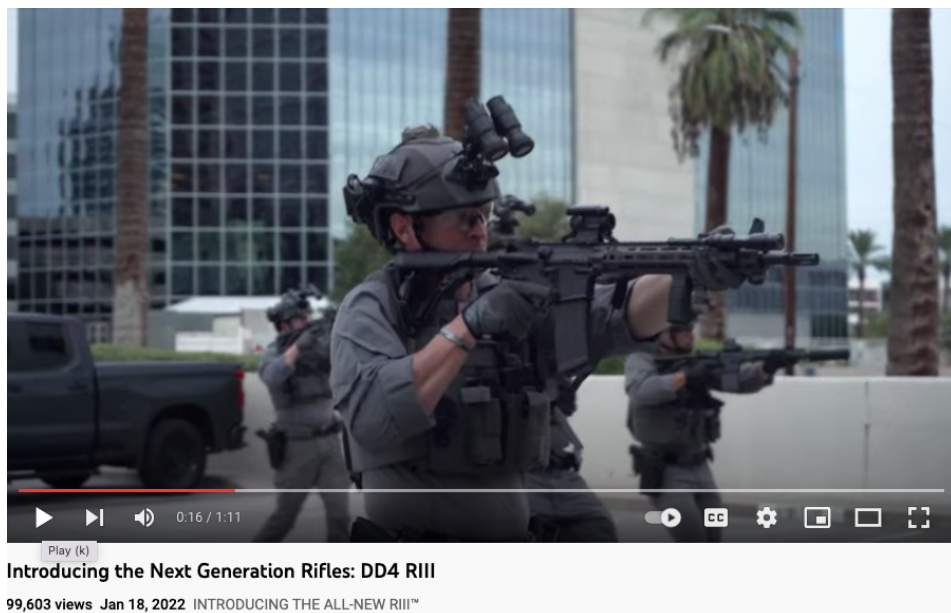 0:16 / 1:11
CC
Play (k)
Introducing the Next Generation Rifles: DD4 RIII
99,603 views Jan 18, 2022 INTRODUCING THE ALL-NEW RIII™